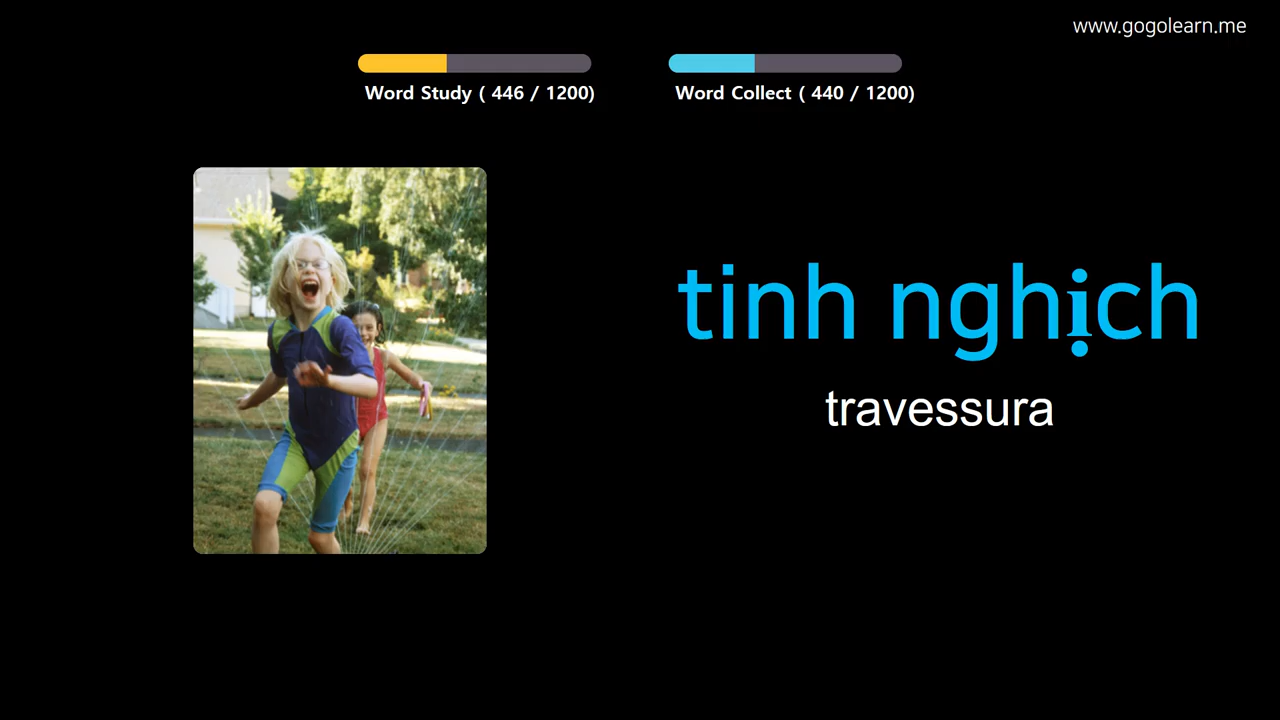 www.gogolearn.me
Word Study ( 446 / 1200)
Word Collect ( 440 / 1200)
tinh nghịch
travessura